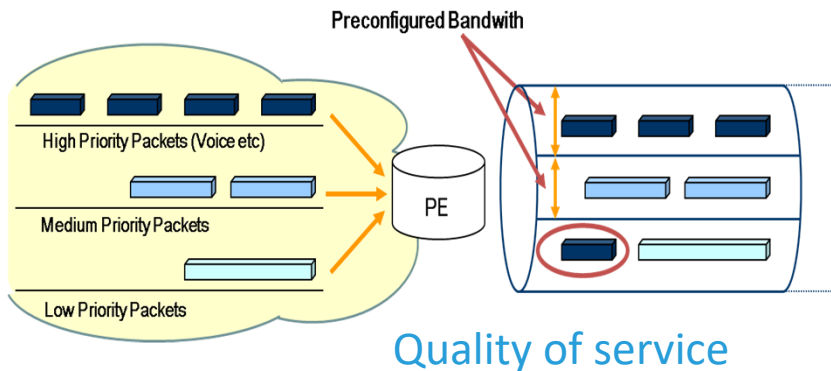 Preconfigured Bandwith
High Priority Packets (Voice etc)
PE
Medium Priority Packets
Low Priority Packets
Quality of service